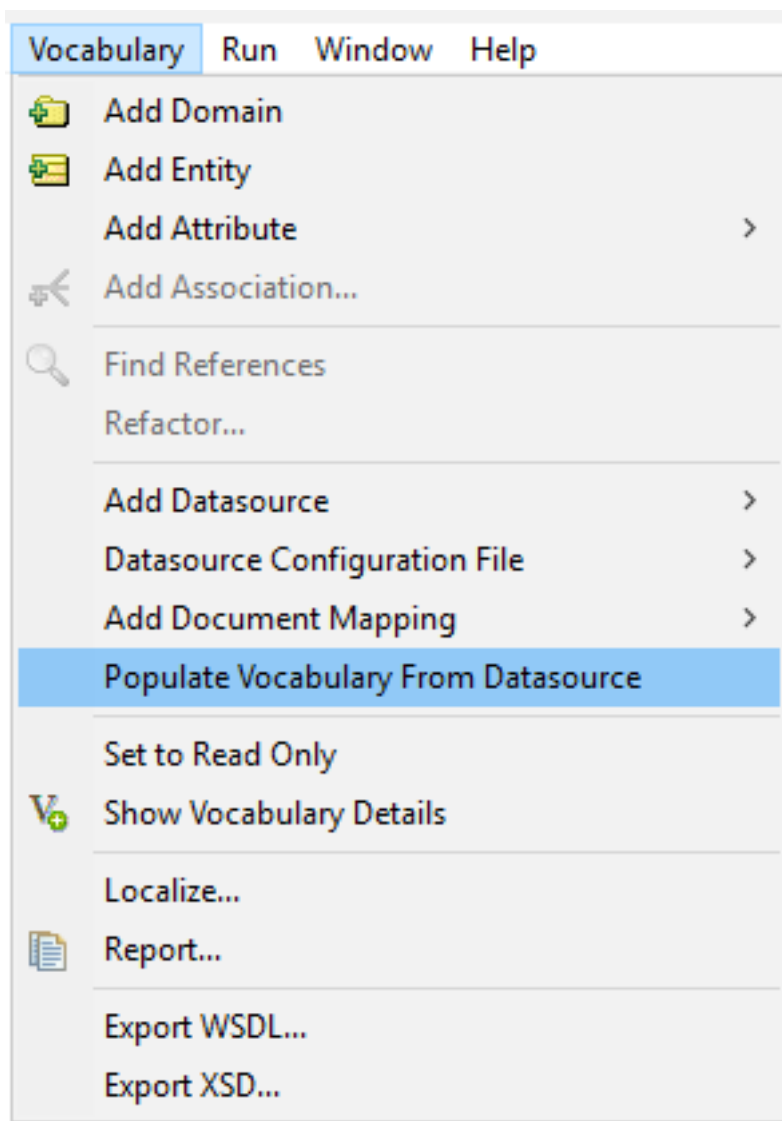 Vocabulary Run Window Help
Add Domain
Add Entity
Add Attribute
Add Association...
Find References
Refactor...
Add Datasource
Datasource Configuration File
Add Document Mapping
Populate Vocabulary From Datasource
Set to Read Only
Show Vocabulary Details
Localize...
Report...
Export WSDL...
Export XSD...